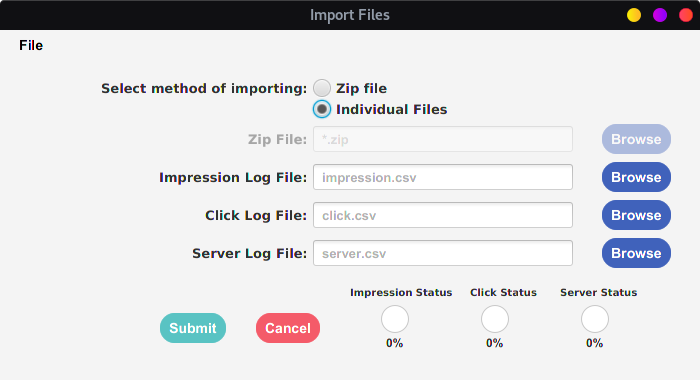 Import Files
File
Select method of importing: Zip file
Individual Files
Zip File: *.zip Browse
Impression Log File: impression.csv Browse
Click Log File: click.csv Browse
Server Log File: server.csv Browse
Impression Status Click Status Server Status
Submit Cancel
0% 0% 0%